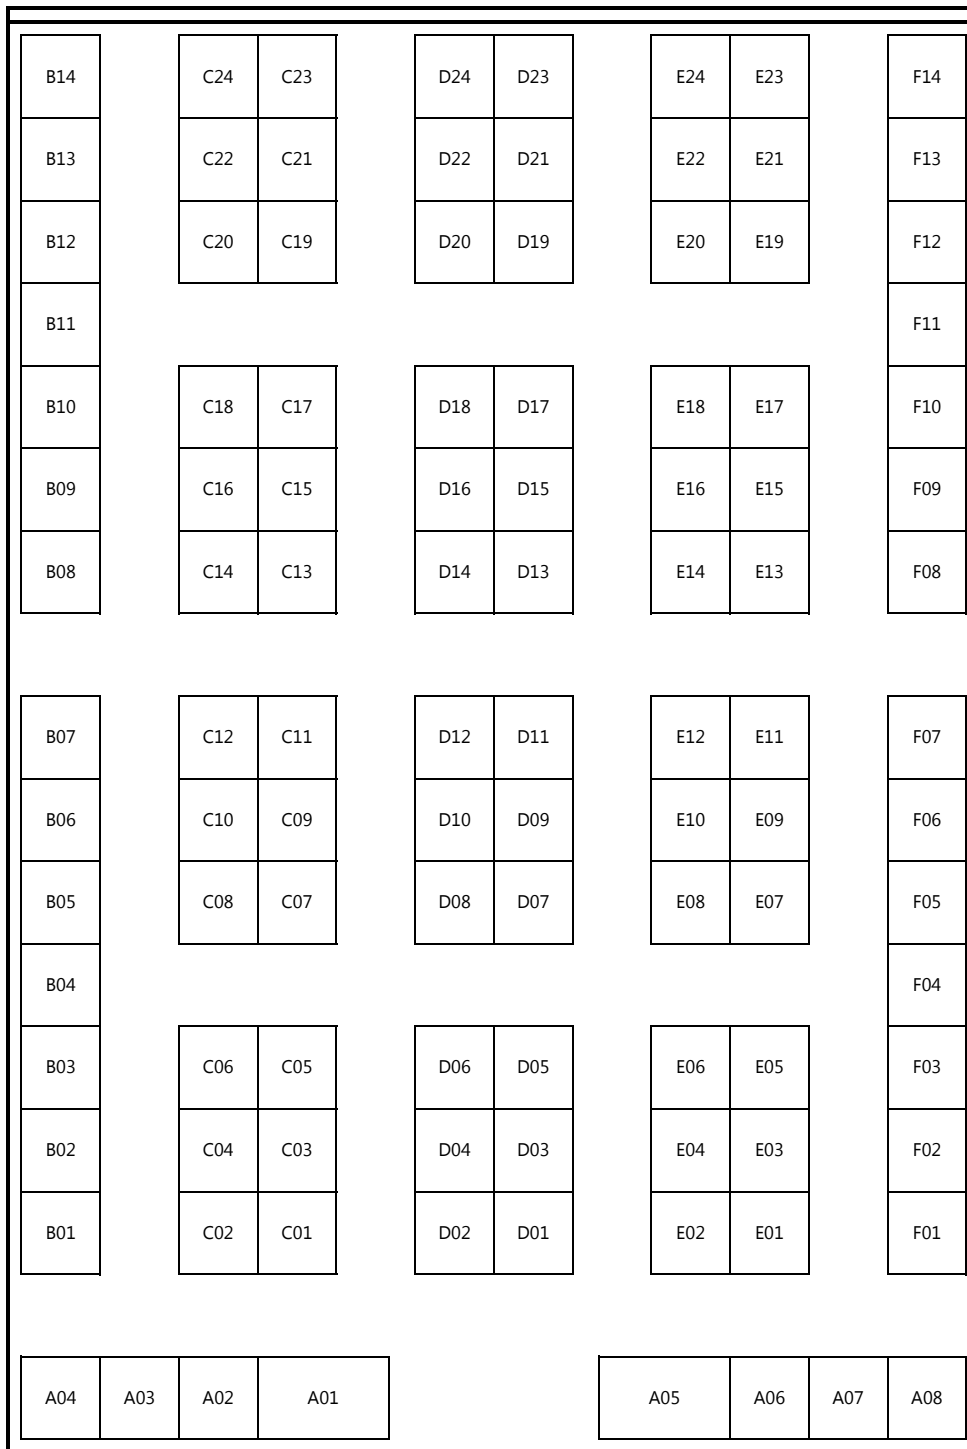 B14 C24 C23 D24 D23 E24 E23 F14
B13 C22 C21 D22 D21 E22 E21 F13
B12 C20 C19 D20 D19 E20 E19 F12
B11 F11
B10 C18 C17 D18 D17 E18 E17 F10
B09 C16 C15 D16 D15 E16 E15 F09
B08 C14 C13 D14 D13 E14 E13 F08
B07 C12 C11 D12 D11 E12 E11 F07
B06 C10 C09 D10 D09 E10 E09 F06
B05 C08 C07 D08 D07 E08 E07 F05
B04 F04
B03 C06 C05 D06 D05 E06 E05 F03
B02 C04 C03 D04 D03 E04 E03 F02
B01 C02 C01 D02 D01 E02 E01 F01
A04 A03 A02 A01 A05 A06 A07 A08